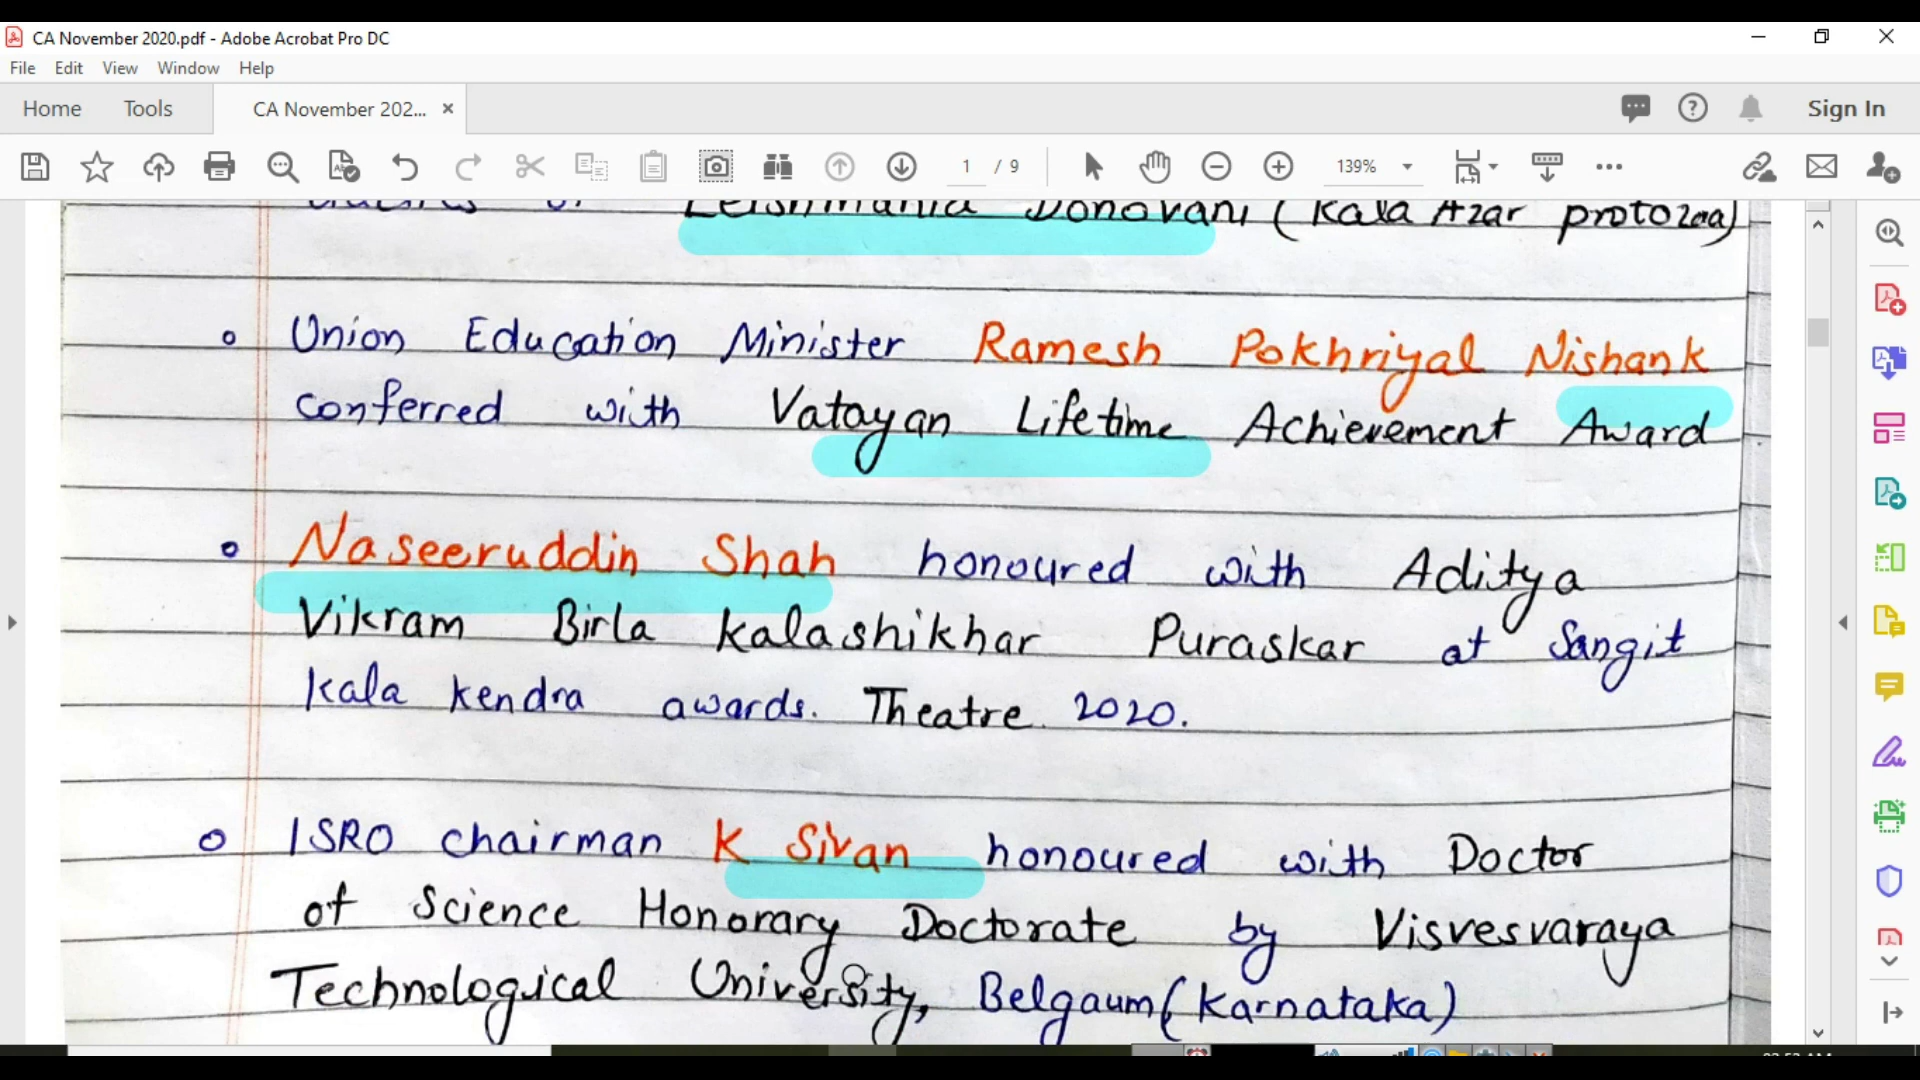 CA November 2020.pdf - Adobe Acrobat Pro DC
File Edit View Window Help
Home Tools CA November 202... × Sign In
1 / 9 139%
Leishmania Donovani (Kala Azar protozoa)
Union Education Minister Ramesh Pokhriyal Nishank
conferred with Vatayan Lifetime Achievement Award
Naseeruddin Shah honoured with Aditya
Vikram Birla Kalashikhar Puraskar at Sangit
Kala Kendra awards. Theatre 2020.
ISRO chairman K Sivan honoured with Doctor
of Science Honorary Doctorate by Visvesvaraya
Technological University, Belgaum (Karnataka)